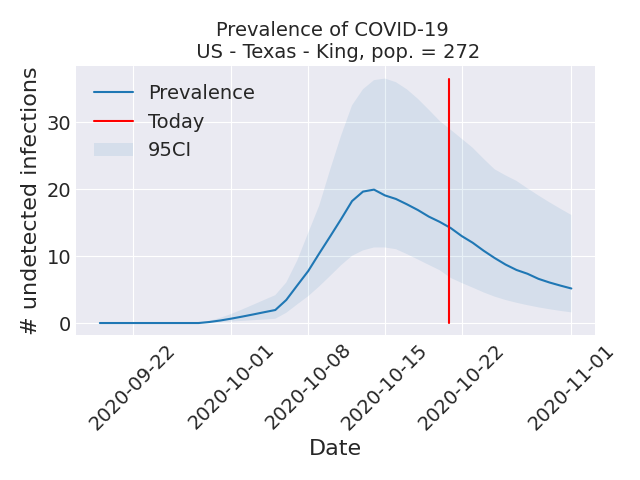 Prevalence of COVID-19
US - Texas - King, pop. = 272
# undetected infections
30
20
10
0
Prevalence
Today
95CI
2020-09-22
2020-10-01
2020-10-08
2020-10-15
2020-10-22
2020-11-01
Date